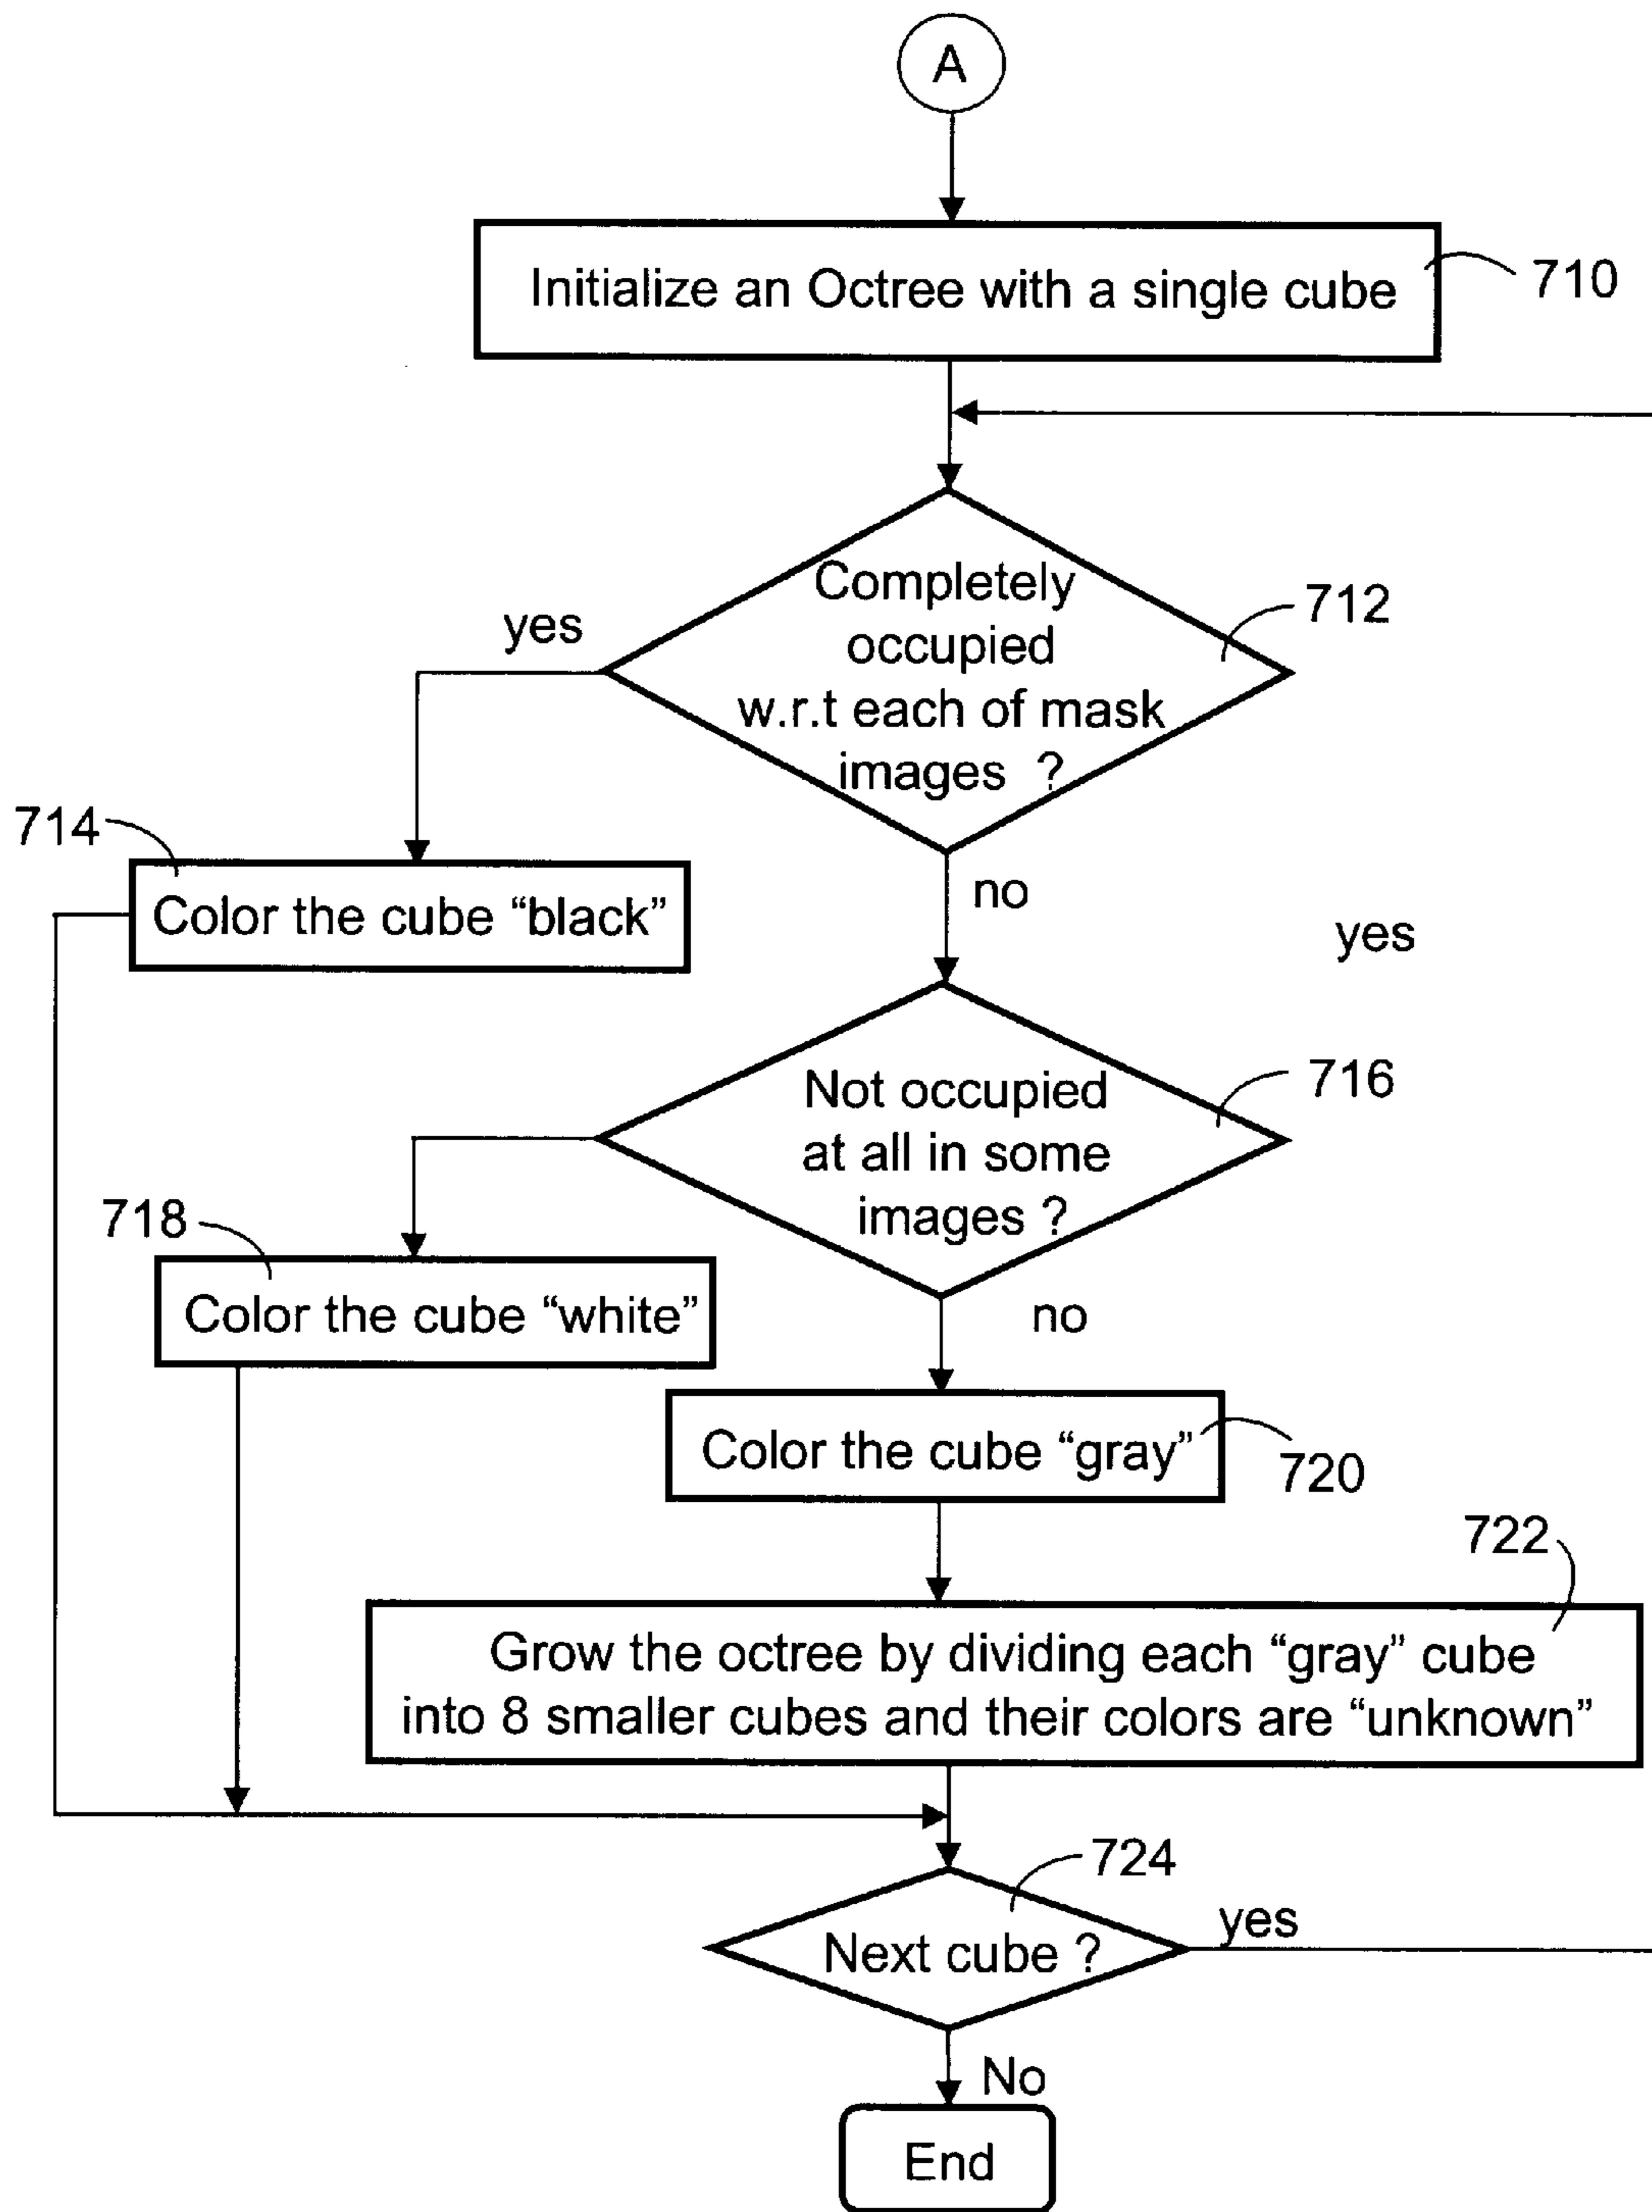 A
Initialize an Octree with a single cube
710
Completely
occupied
w.r.t each of mask
images ?
712
yes
714
Color the cube “black”
no
yes
Not occupied
at all in some
images ?
716
718
Color the cube “white”
no
Color the cube “gray”
720
722
Grow the octree by dividing each “gray” cube
into 8 smaller cubes and their colors are “unknown”
724
Next cube ?
yes
No
End